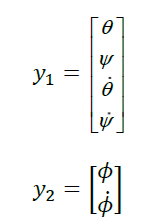 y₁ = [θ
ψ
θ̇
ψ̇]
y₂ = [ϕ
ϕ̇]